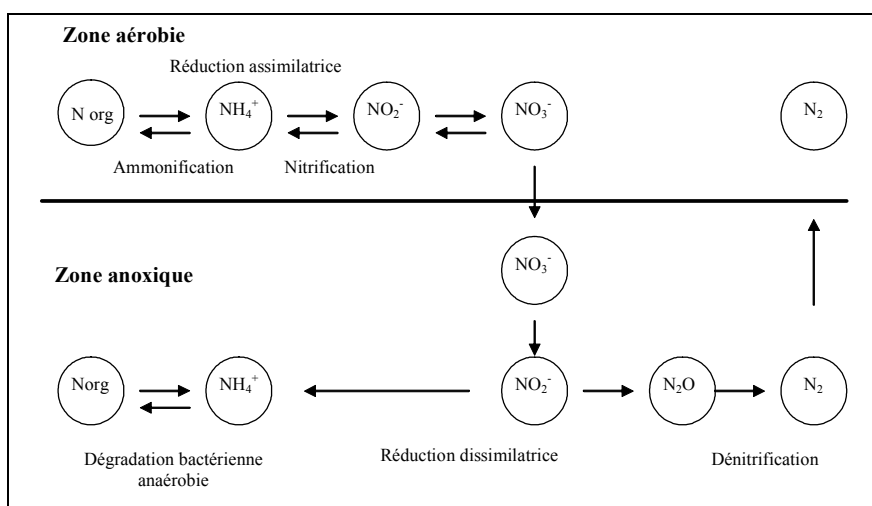 Zone aérobie
Réduction assimilatrice
N org NH₄⁺ NO₂⁻ NO₃⁻ N₂
Ammonification Nitrification
NO₃⁻
Zone anoxique
Norg NH₄⁺ NO₂⁻ N₂O N₂
Dégradation bactérienne
anaérobie
Réduction dissimilatrice
Dénitrification